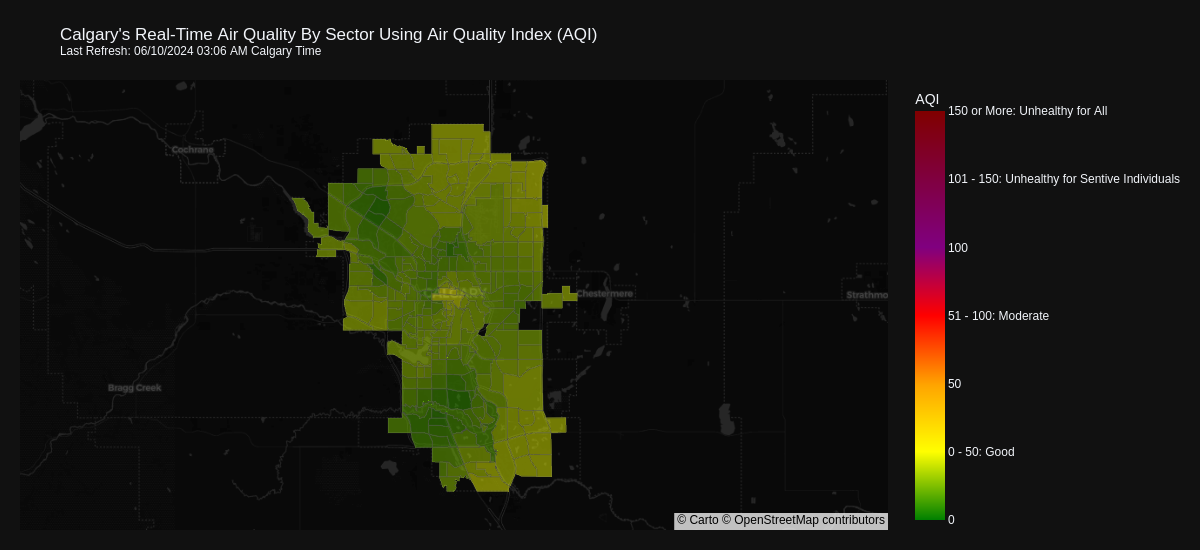 Calgary's Real-Time Air Quality By Sector Using Air Quality Index (AQI)
Last Refresh: 06/10/2024 03:06 AM Calgary Time
AQI
150 or More: Unhealthy for All
Cochrane
101 - 150: Unhealthy for Sentive Individuals
100
CALGARY
Chestermere
Strathmo
51 - 100: Moderate
Bragg Creek
50
0 - 50: Good
0
© Carto © OpenStreetMap contributors